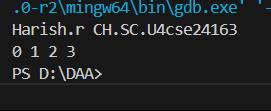 .0-r2\mingw64\bin\gdb.exe' '-
Harish.r CH.SC.U4cse24163
0 1 2 3
PS D:\DAA>